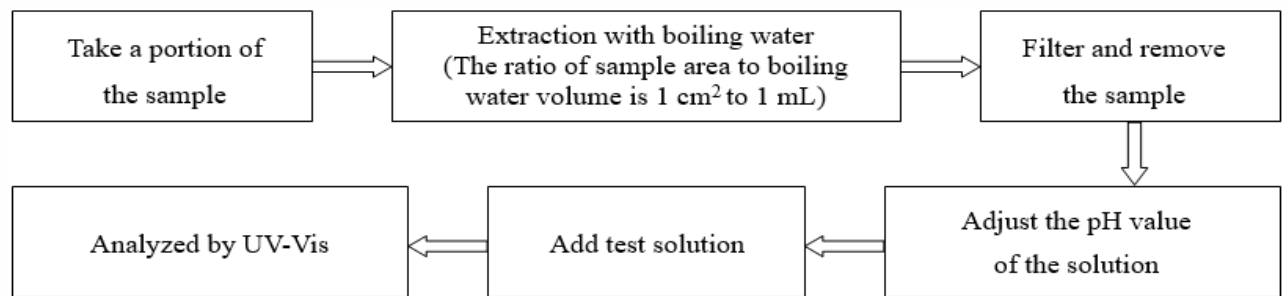 Take a portion of
the sample
Extraction with boiling water
(The ratio of sample area to boiling
water volume is 1 cm² to 1 mL)
Filter and remove
the sample
Adjust the pH value
of the solution
Add test solution
Analyzed by UV-Vis